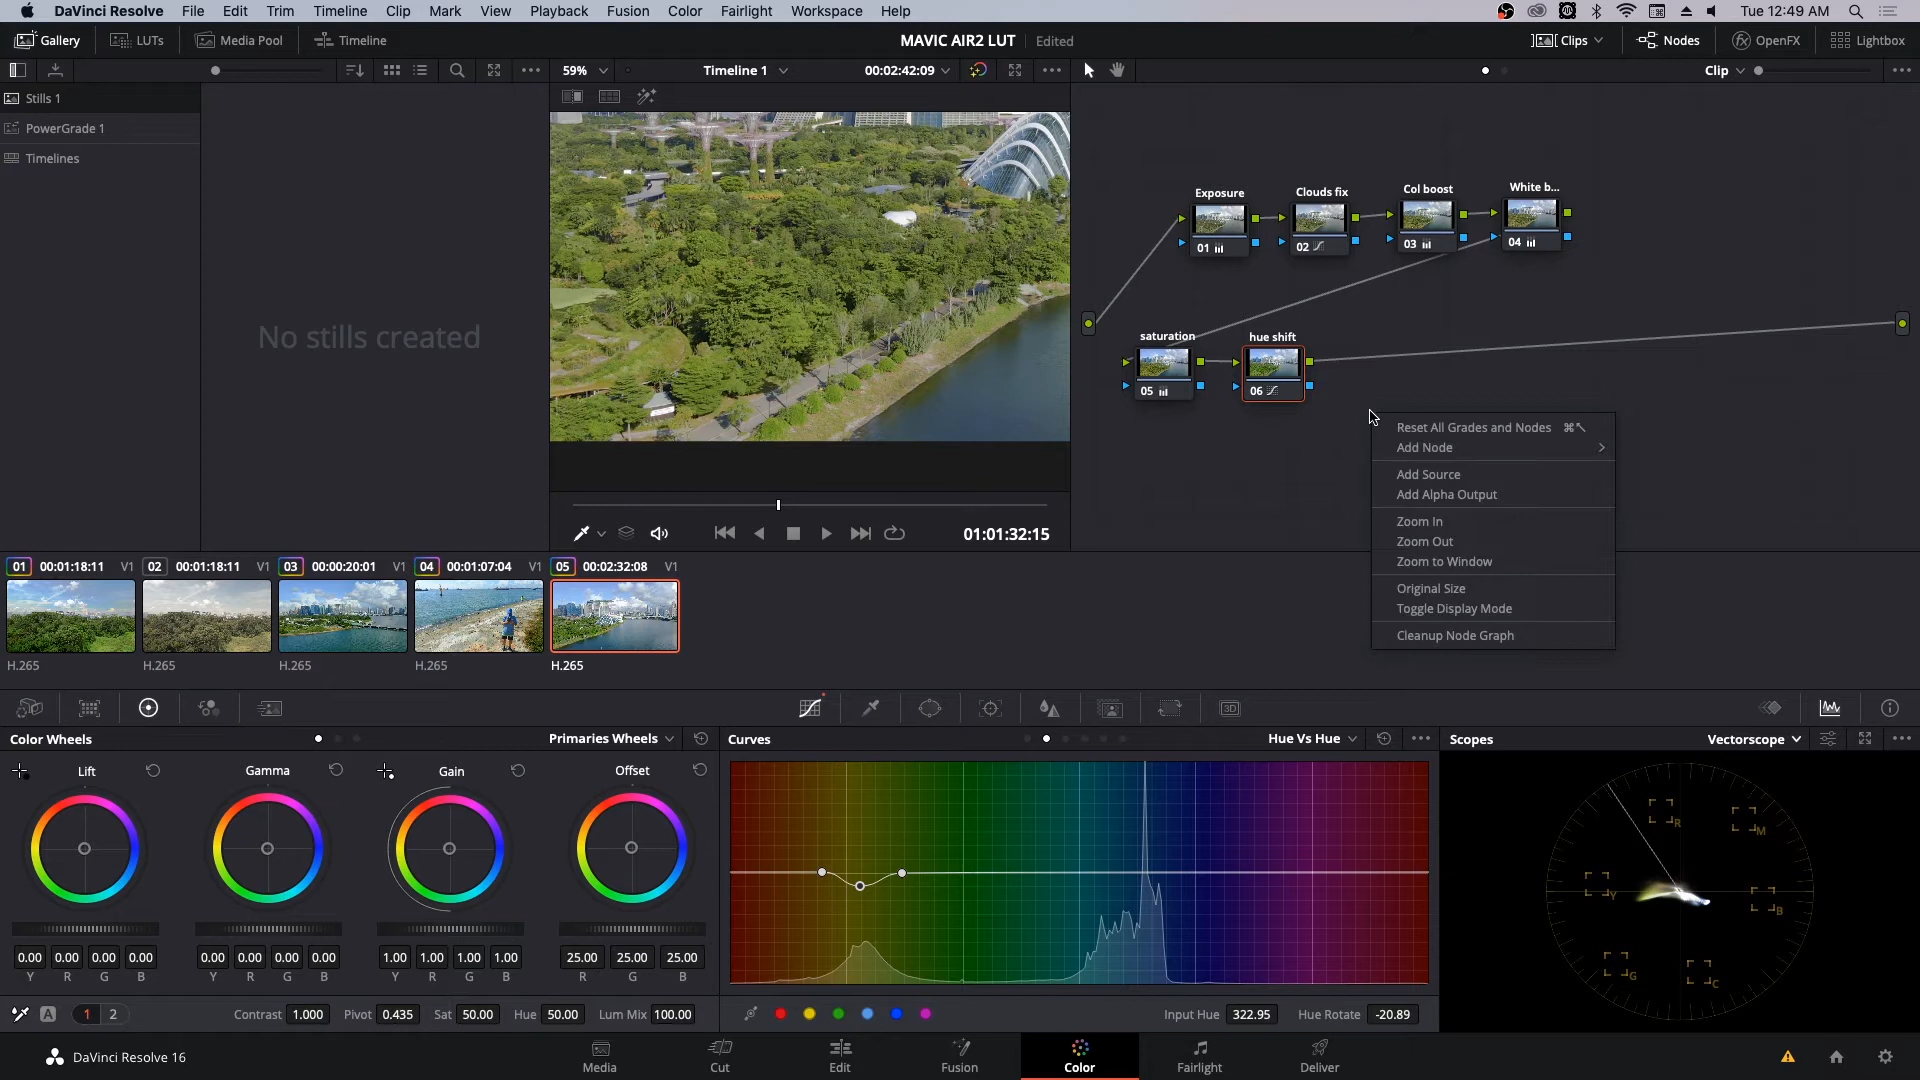 DaVinci Resolve File Edit Trim Timeline Clip Mark View Playback Fusion Color Fairlight Workspace Help Tue 12:49 AM
Gallery LUTs Media Pool Timeline MAVIC AIR2 LUT Edited Clips Nodes OpenFX Lightbox
59% Timeline 1 00:02:42:09 Clip
Stills 1
PowerGrade 1
Timelines
No stills created
Exposure Clouds fix Col boost White b...
01 02 03 04
saturation hue shift
05 06
Reset All Grades and Nodes ⌘↖
Add Node
Add Source
Add Alpha Output
Zoom In
Zoom Out
Zoom to Window
Original Size
Toggle Display Mode
Cleanup Node Graph
01:01:32:15
01 00:01:18:11 V1 02 00:01:18:11 V1 03 00:00:20:01 V1 04 00:01:07:04 V1 05 00:02:32:08 V1
H.265 H.265 H.265 H.265 H.265
3D
Color Wheels Primaries Wheels Curves Hue Vs Hue Scopes Vectorscope
Lift Gamma Gain Offset
R M
Y B
G C
0.00 0.00 0.00 0.00 0.00 0.00 0.00 0.00 1.00 1.00 1.00 1.00 25.00 25.00 25.00
Y R G B Y R G B Y R G B R G B
A 1 2 Contrast 1.000 Pivot 0.435 Sat 50.00 Hue 50.00 Lum Mix 100.00 Input Hue 322.95 Hue Rotate -20.89
DaVinci Resolve 16 Media Cut Edit Fusion Color Fairlight Deliver